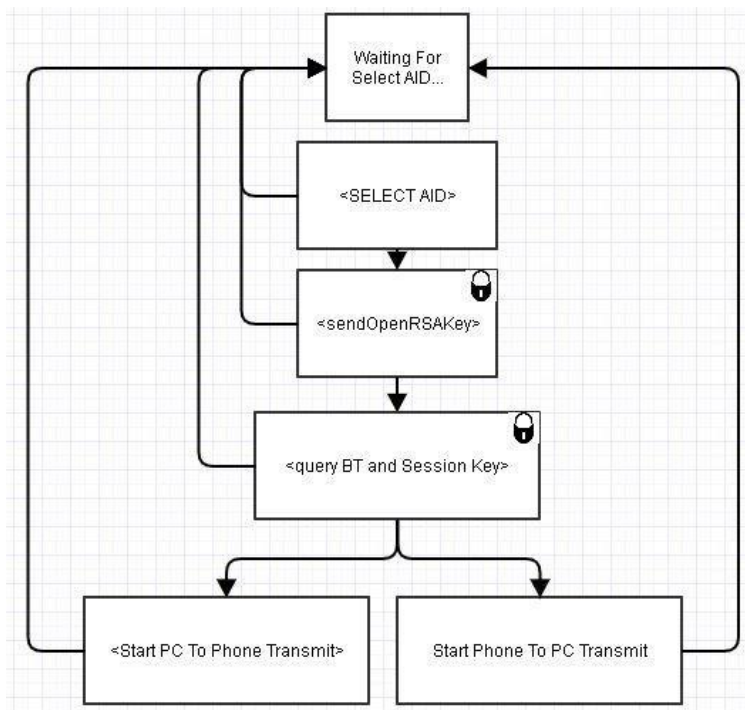 Waiting For
Select AID...
<SELECT AID>
<sendOpenRSAKey>
<query BT and Session Key>
<Start PC To Phone Transmit>
Start Phone To PC Transmit